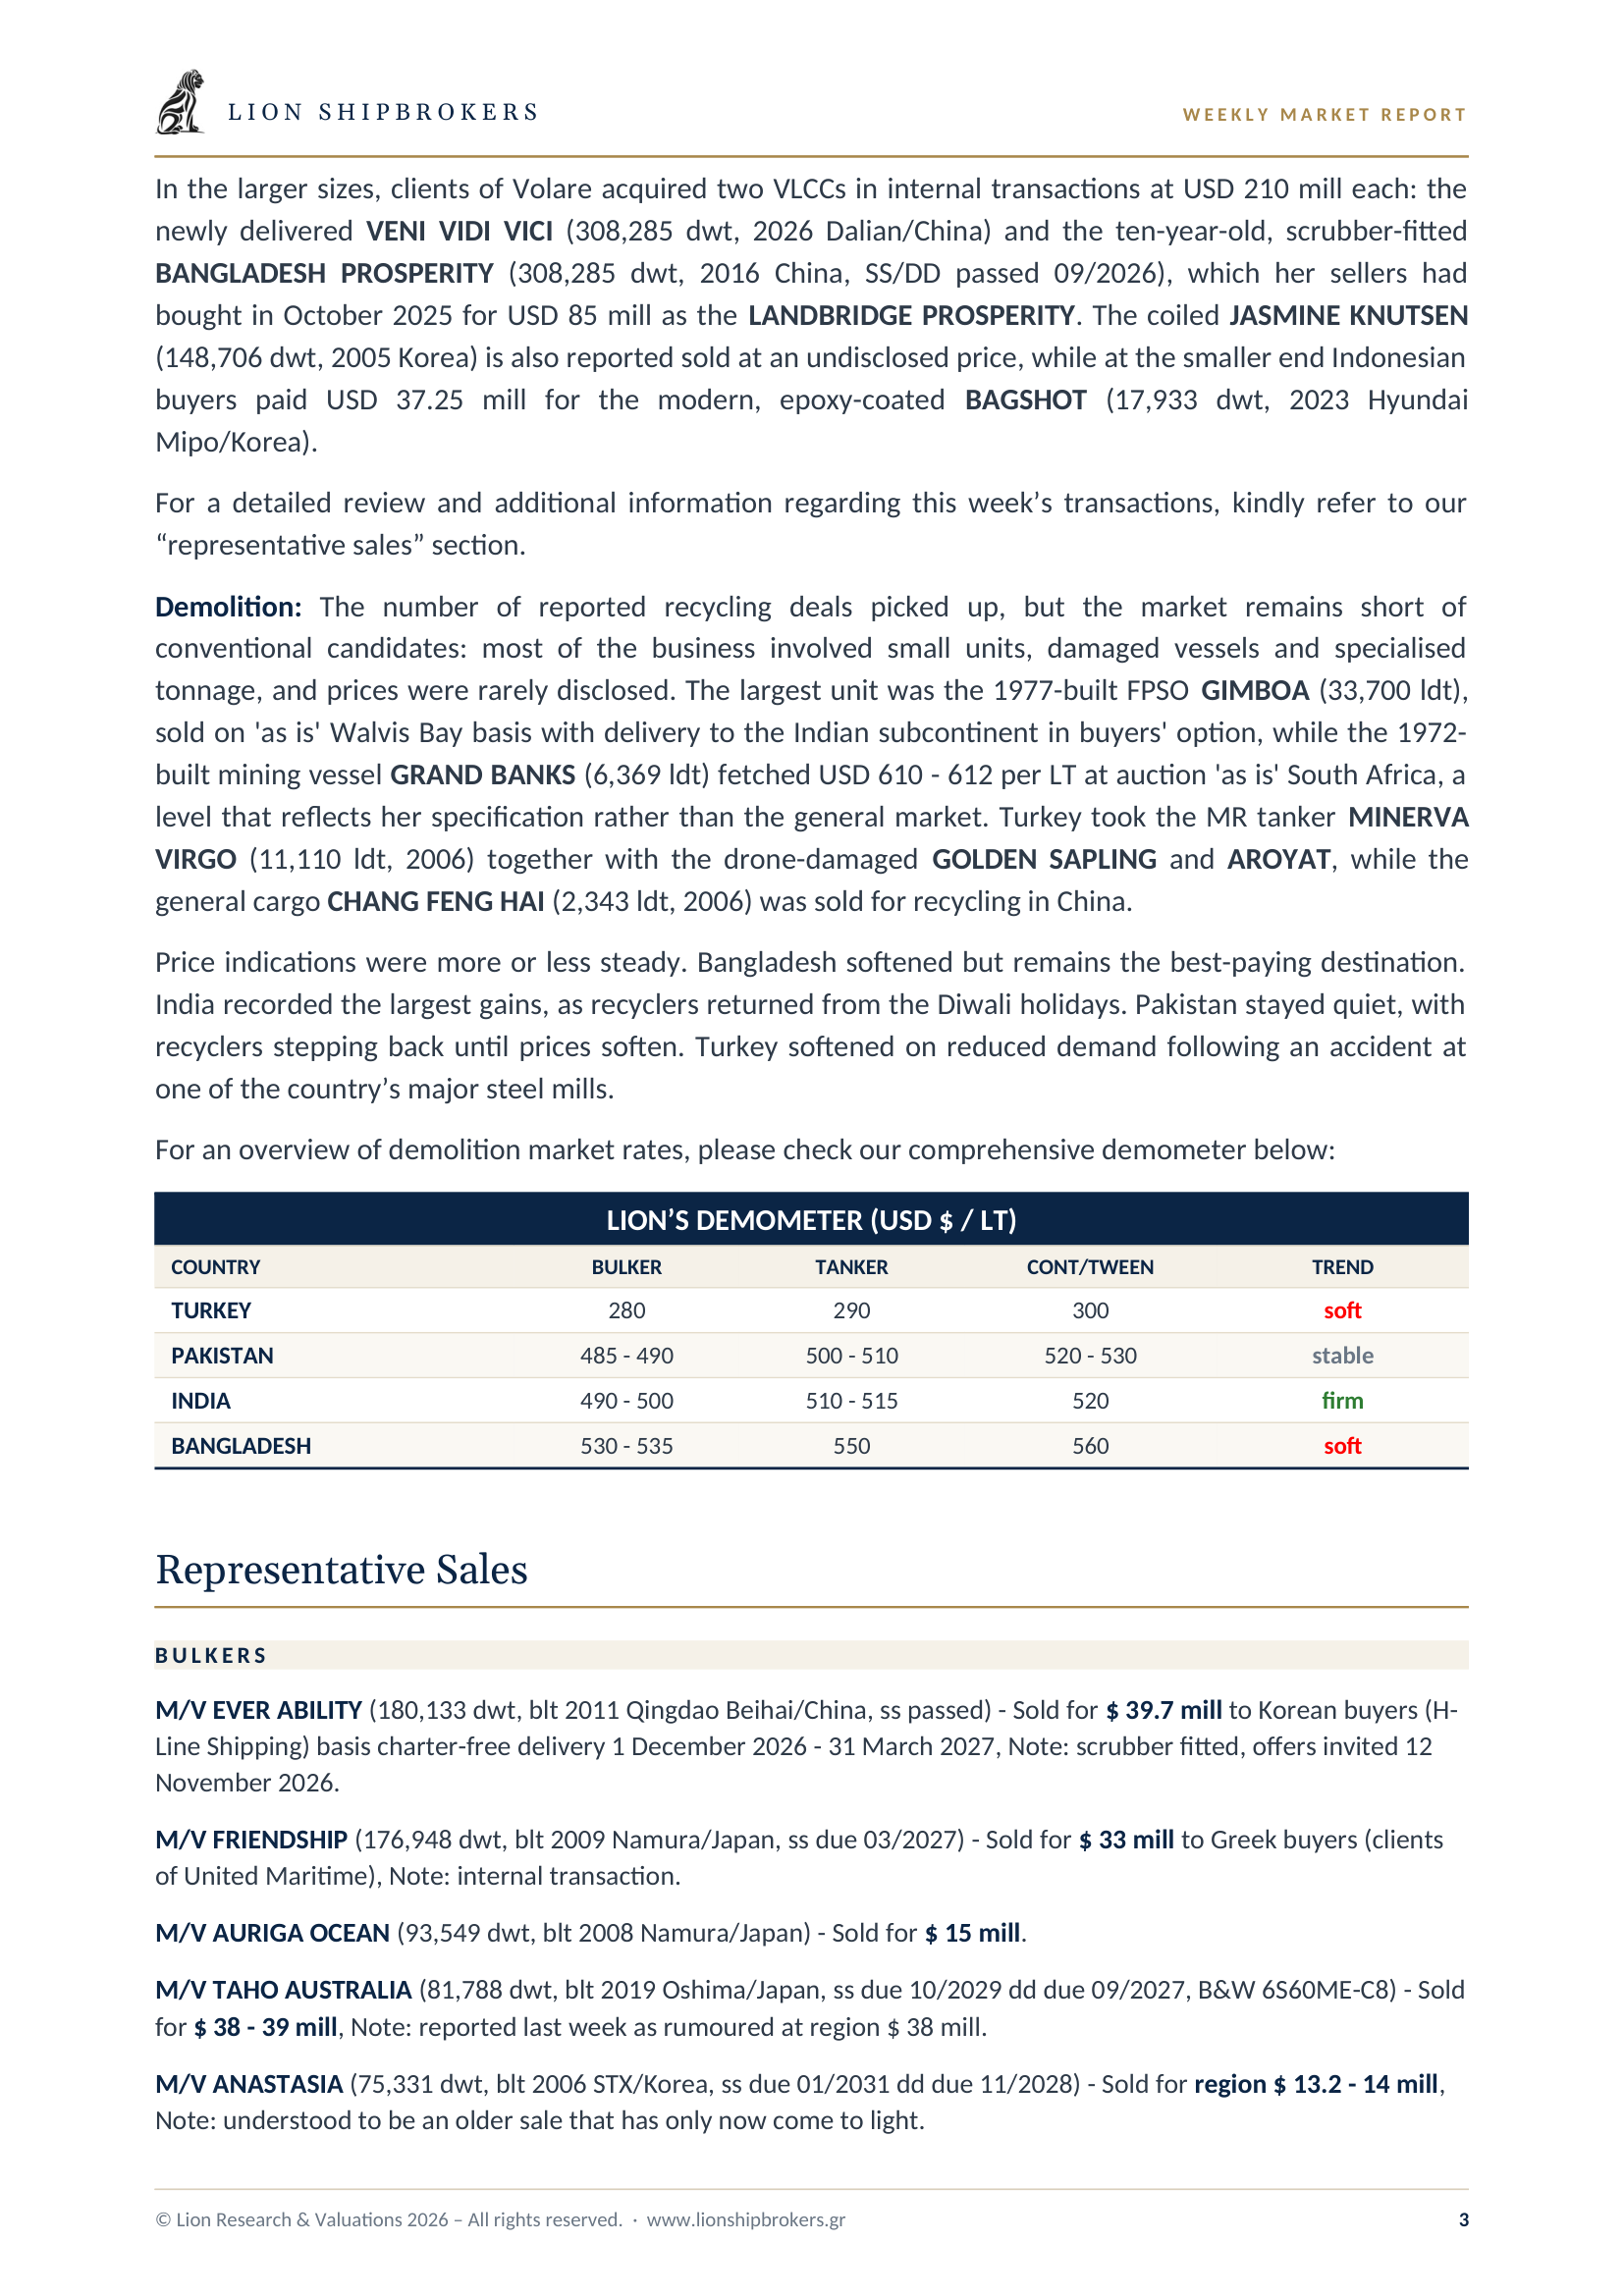 LION SHIPBROKERS
WEEKLY MARKET REPORT
In the larger sizes, clients of Volare acquired two VLCCs in internal transactions at USD 210 mill each: the
newly delivered VENI VIDI VICI (308,285 dwt, 2026 Dalian/China) and the ten-year-old, scrubber-fitted
BANGLADESH PROSPERITY (308,285 dwt, 2016 China, SS/DD passed 09/2026), which her sellers had
bought in October 2025 for USD 85 mill as the LANDBRIDGE PROSPERITY. The coiled JASMINE KNUTSEN
(148,706 dwt, 2005 Korea) is also reported sold at an undisclosed price, while at the smaller end Indonesian
buyers paid USD 37.25 mill for the modern, epoxy-coated BAGSHOT (17,933 dwt, 2023 Hyundai
Mipo/Korea).
For a detailed review and additional information regarding this week’s transactions, kindly refer to our
“representative sales” section.
Demolition: The number of reported recycling deals picked up, but the market remains short of
conventional candidates: most of the business involved small units, damaged vessels and specialised
tonnage, and prices were rarely disclosed. The largest unit was the 1977-built FPSO GIMBOA (33,700 ldt),
sold on 'as is' Walvis Bay basis with delivery to the Indian subcontinent in buyers' option, while the 1972-
built mining vessel GRAND BANKS (6,369 ldt) fetched USD 610 - 612 per LT at auction 'as is' South Africa, a
level that reflects her specification rather than the general market. Turkey took the MR tanker MINERVA
VIRGO (11,110 ldt, 2006) together with the drone-damaged GOLDEN SAPLING and AROYAT, while the
general cargo CHANG FENG HAI (2,343 ldt, 2006) was sold for recycling in China.
Price indications were more or less steady. Bangladesh softened but remains the best-paying destination.
India recorded the largest gains, as recyclers returned from the Diwali holidays. Pakistan stayed quiet, with
recyclers stepping back until prices soften. Turkey softened on reduced demand following an accident at
one of the country’s major steel mills.
For an overview of demolition market rates, please check our comprehensive demometer below:
LION’S DEMOMETER (USD $ / LT)
COUNTRY BULKER TANKER CONT/TWEEN TREND
TURKEY 280 290 300 soft
PAKISTAN 485 - 490 500 - 510 520 - 530 stable
INDIA 490 - 500 510 - 515 520 firm
BANGLADESH 530 - 535 550 560 soft
Representative Sales
BULKERS
M/V EVER ABILITY (180,133 dwt, blt 2011 Qingdao Beihai/China, ss passed) - Sold for $ 39.7 mill to Korean buyers (H-
Line Shipping) basis charter-free delivery 1 December 2026 - 31 March 2027, Note: scrubber fitted, offers invited 12
November 2026.
M/V FRIENDSHIP (176,948 dwt, blt 2009 Namura/Japan, ss due 03/2027) - Sold for $ 33 mill to Greek buyers (clients
of United Maritime), Note: internal transaction.
M/V AURIGA OCEAN (93,549 dwt, blt 2008 Namura/Japan) - Sold for $ 15 mill.
M/V TAHO AUSTRALIA (81,788 dwt, blt 2019 Oshima/Japan, ss due 10/2029 dd due 09/2027, B&W 6S60ME-C8) - Sold
for $ 38 - 39 mill, Note: reported last week as rumoured at region $ 38 mill.
M/V ANASTASIA (75,331 dwt, blt 2006 STX/Korea, ss due 01/2031 dd due 11/2028) - Sold for region $ 13.2 - 14 mill,
Note: understood to be an older sale that has only now come to light.
© Lion Research & Valuations 2026 – All rights reserved. · www.lionshipbrokers.gr
3